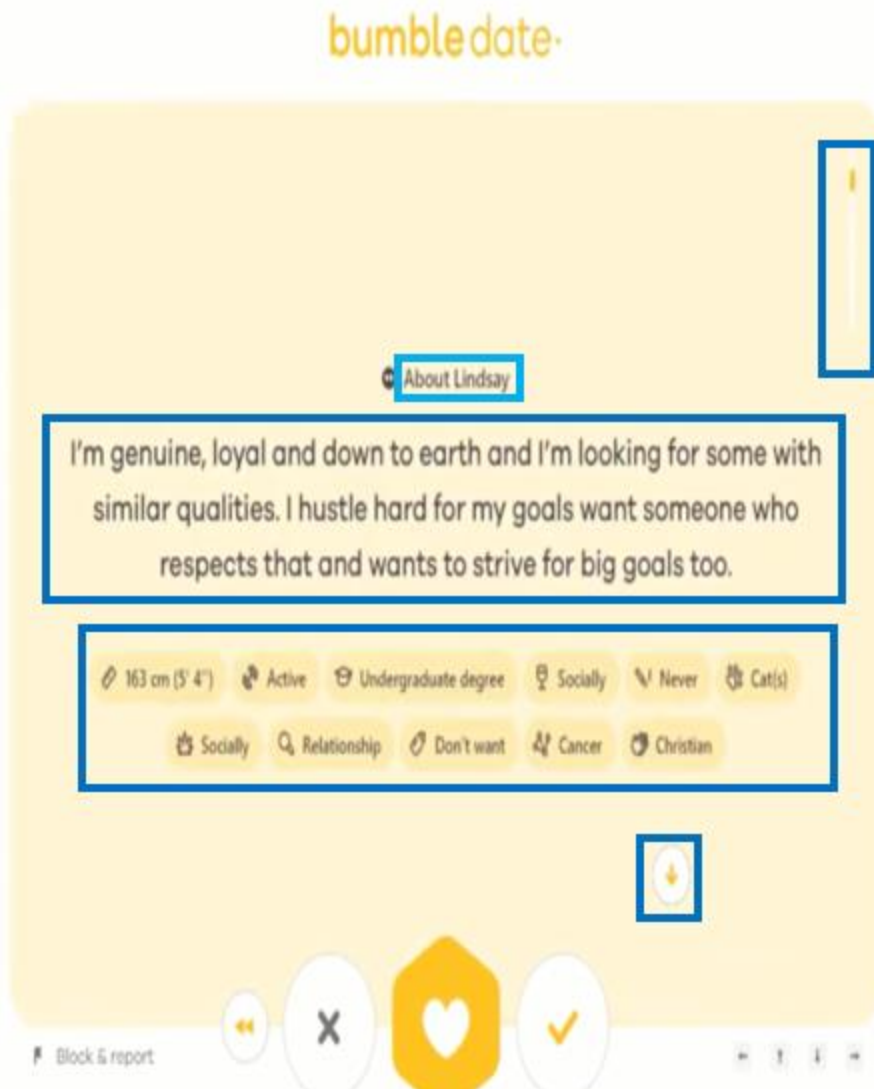 bumble date
About Lindsay
I'm genuine, loyal and down to earth and I'm looking for some with
similar qualities. I hustle hard for my goals want someone who
respects that and wants to strive for big goals too.
163 cm (5' 4") Active Undergraduate degree Socially Never Cat(s)
Socially Relationship Don't want Cancer Christian
Block & report